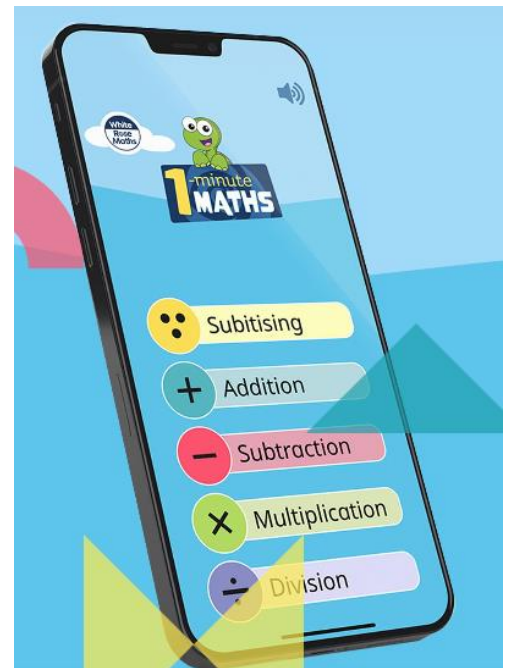 White
Rose
Maths
1-minute
MATHS
Subitising
+ Addition
− Subtraction
× Multiplication
÷ Division